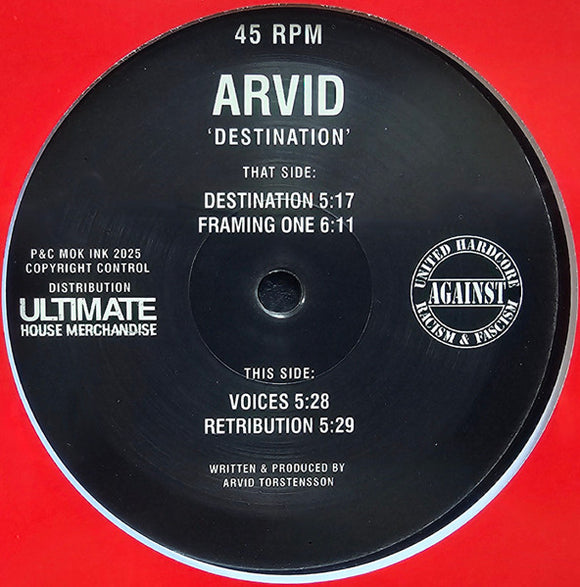 45 RPM
ARVID
'DESTINATION'
THAT SIDE:
DESTINATION 5:17
FRAMING ONE 6:11
P&C MOK INK 2025
COPYRIGHT CONTROL
DISTRIBUTION
ULTIMATE
HOUSE MERCHANDISE
UNITED HARDCORE
AGAINST
RACISM & FASCISM
THIS SIDE:
VOICES 5:28
RETRIBUTION 5:29
WRITTEN & PRODUCED BY
ARVID TORSTENSSON